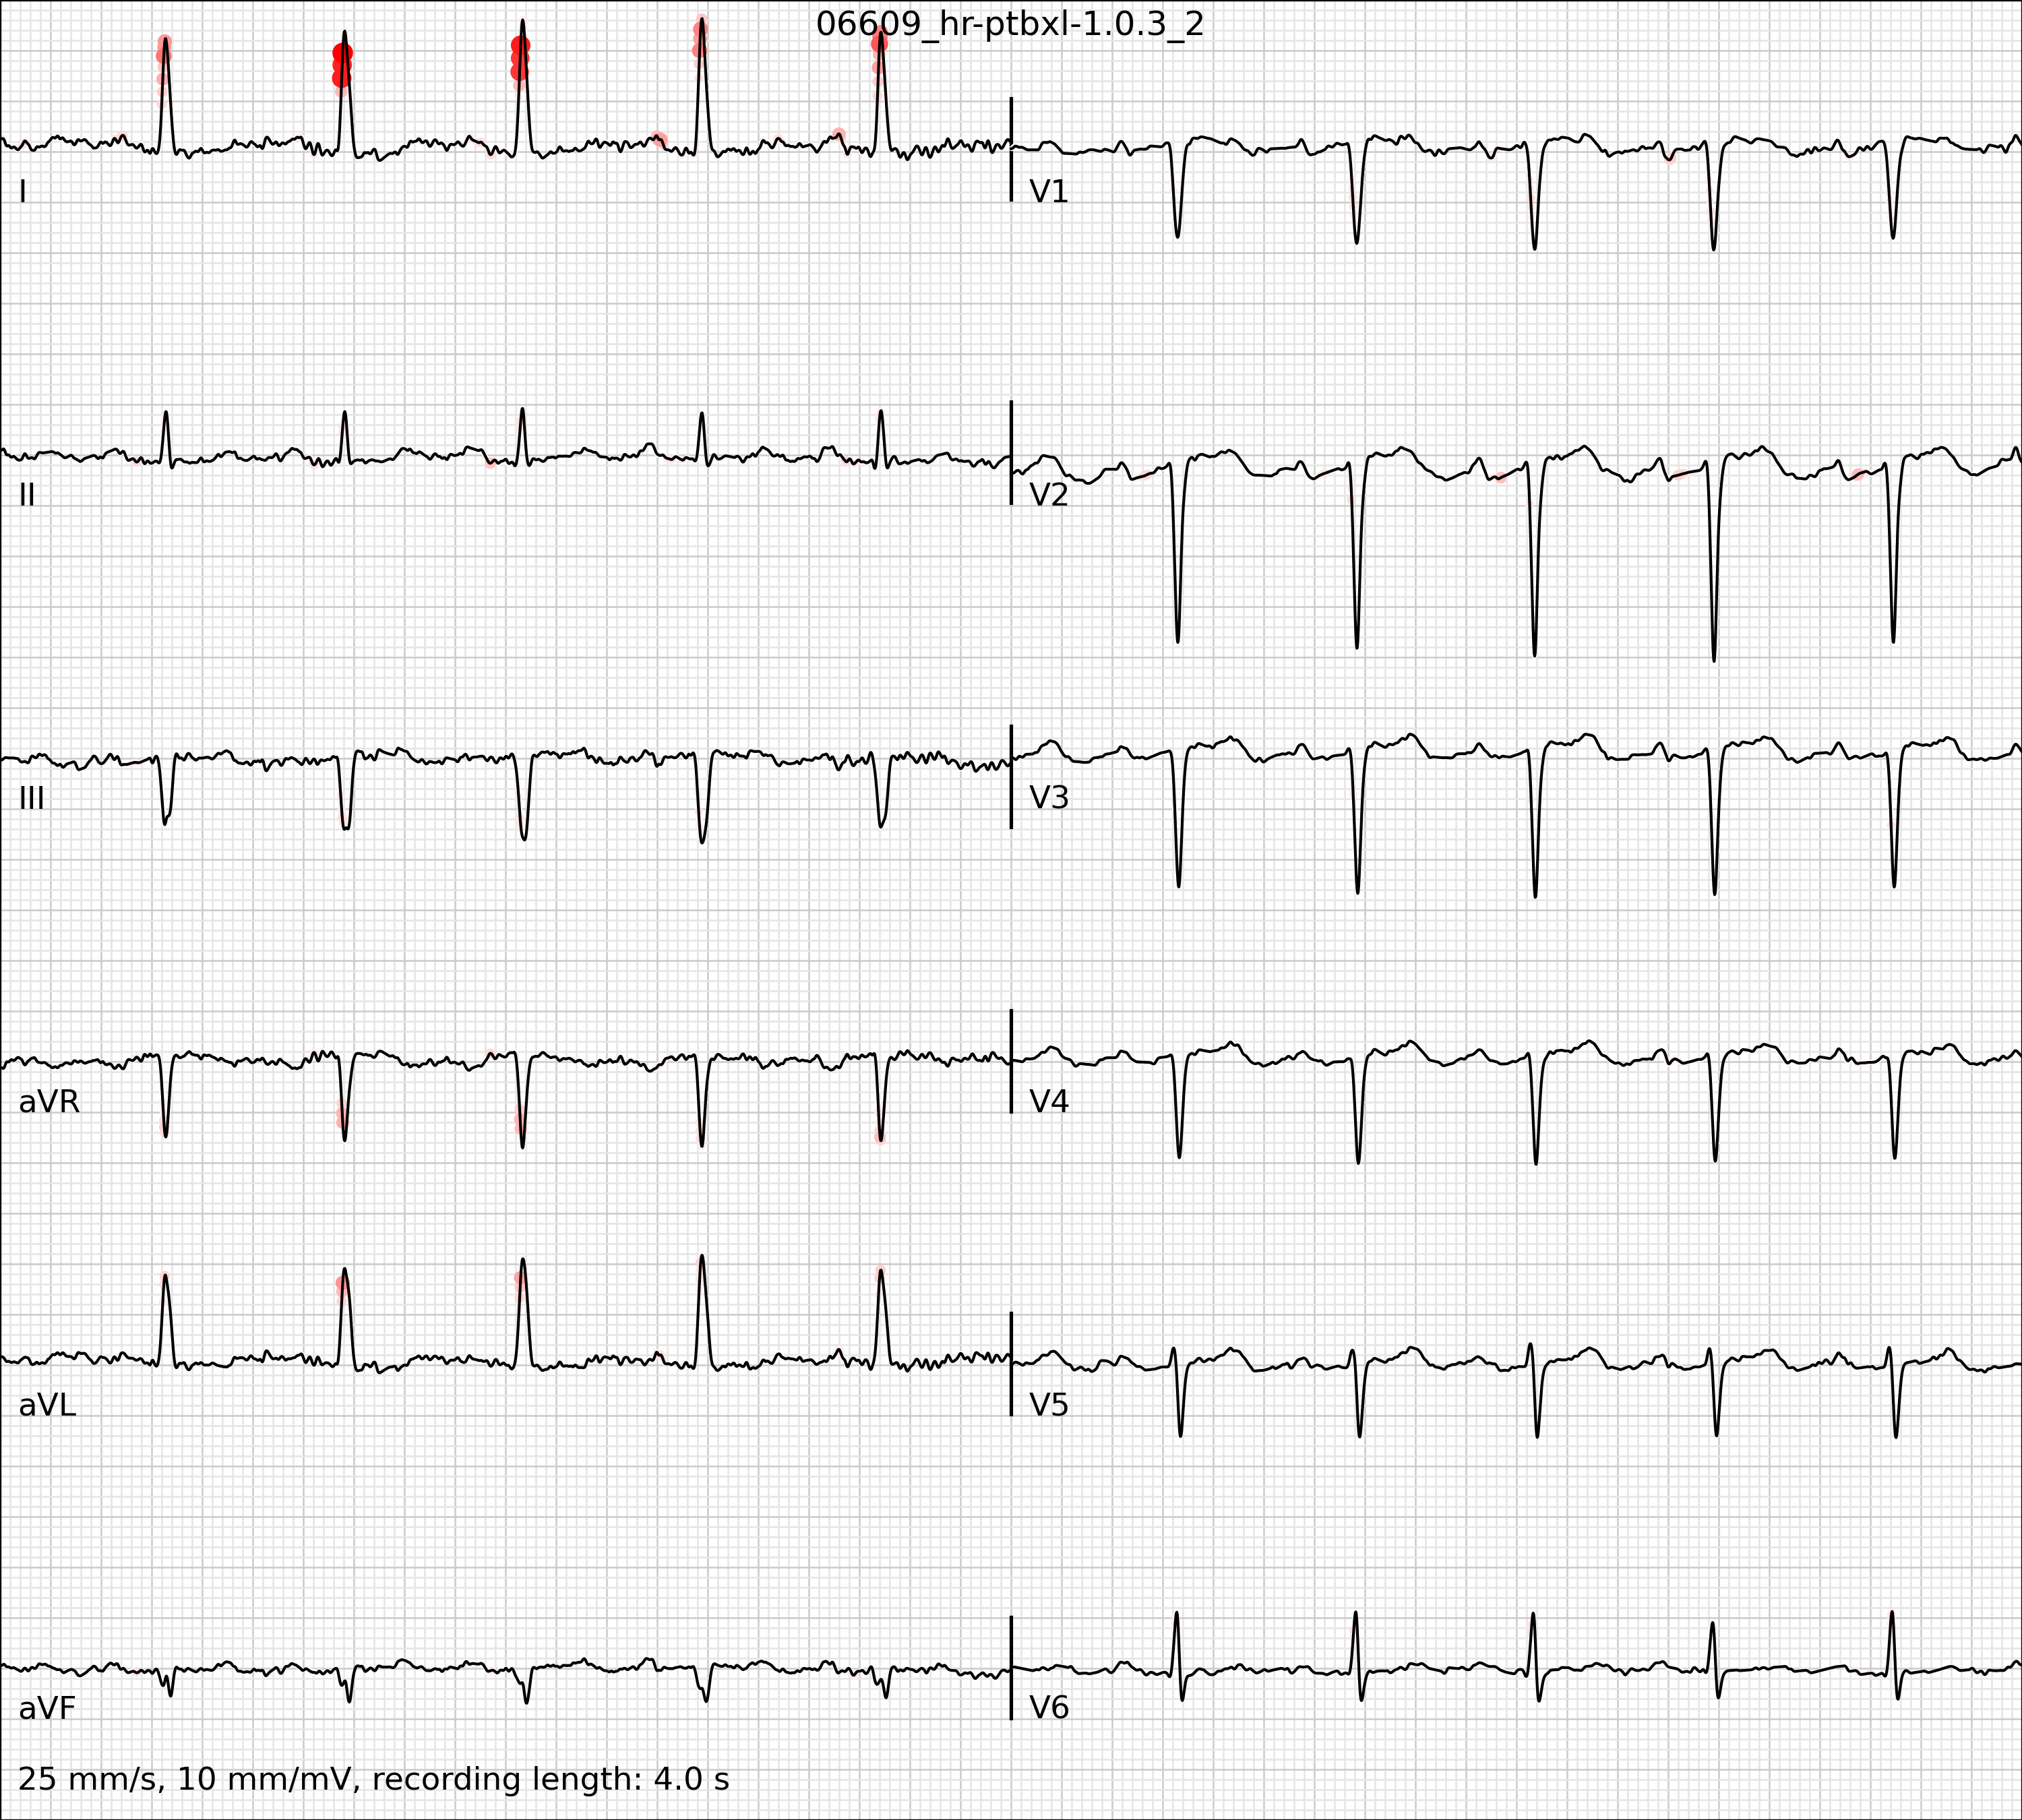 06609_hr-ptbxl-1.0.3_2
I
V1
II
V2
III
V3
aVR
V4
aVL
V5
aVF
V6
25 mm/s, 10 mm/mV, recording length: 4.0 s